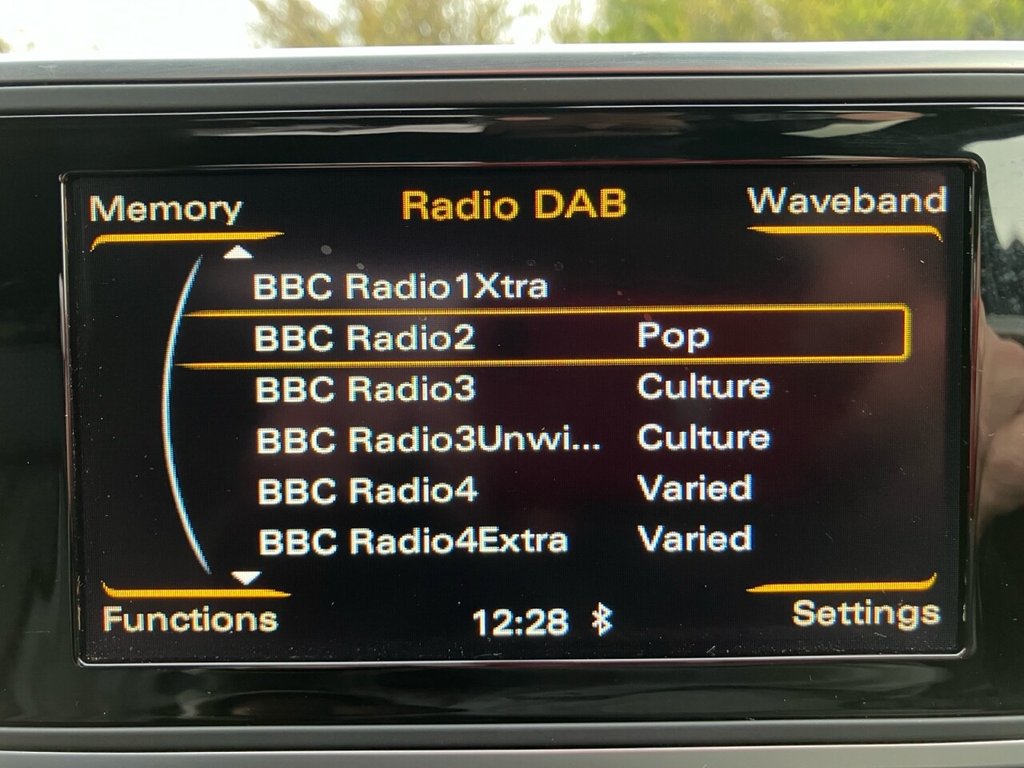 Memory Radio DAB Waveband
BBC Radio1Xtra
BBC Radio2 Pop
BBC Radio3 Culture
BBC Radio3Unwi... Culture
BBC Radio4 Varied
BBC Radio4Extra Varied
Functions 12:28 Settings